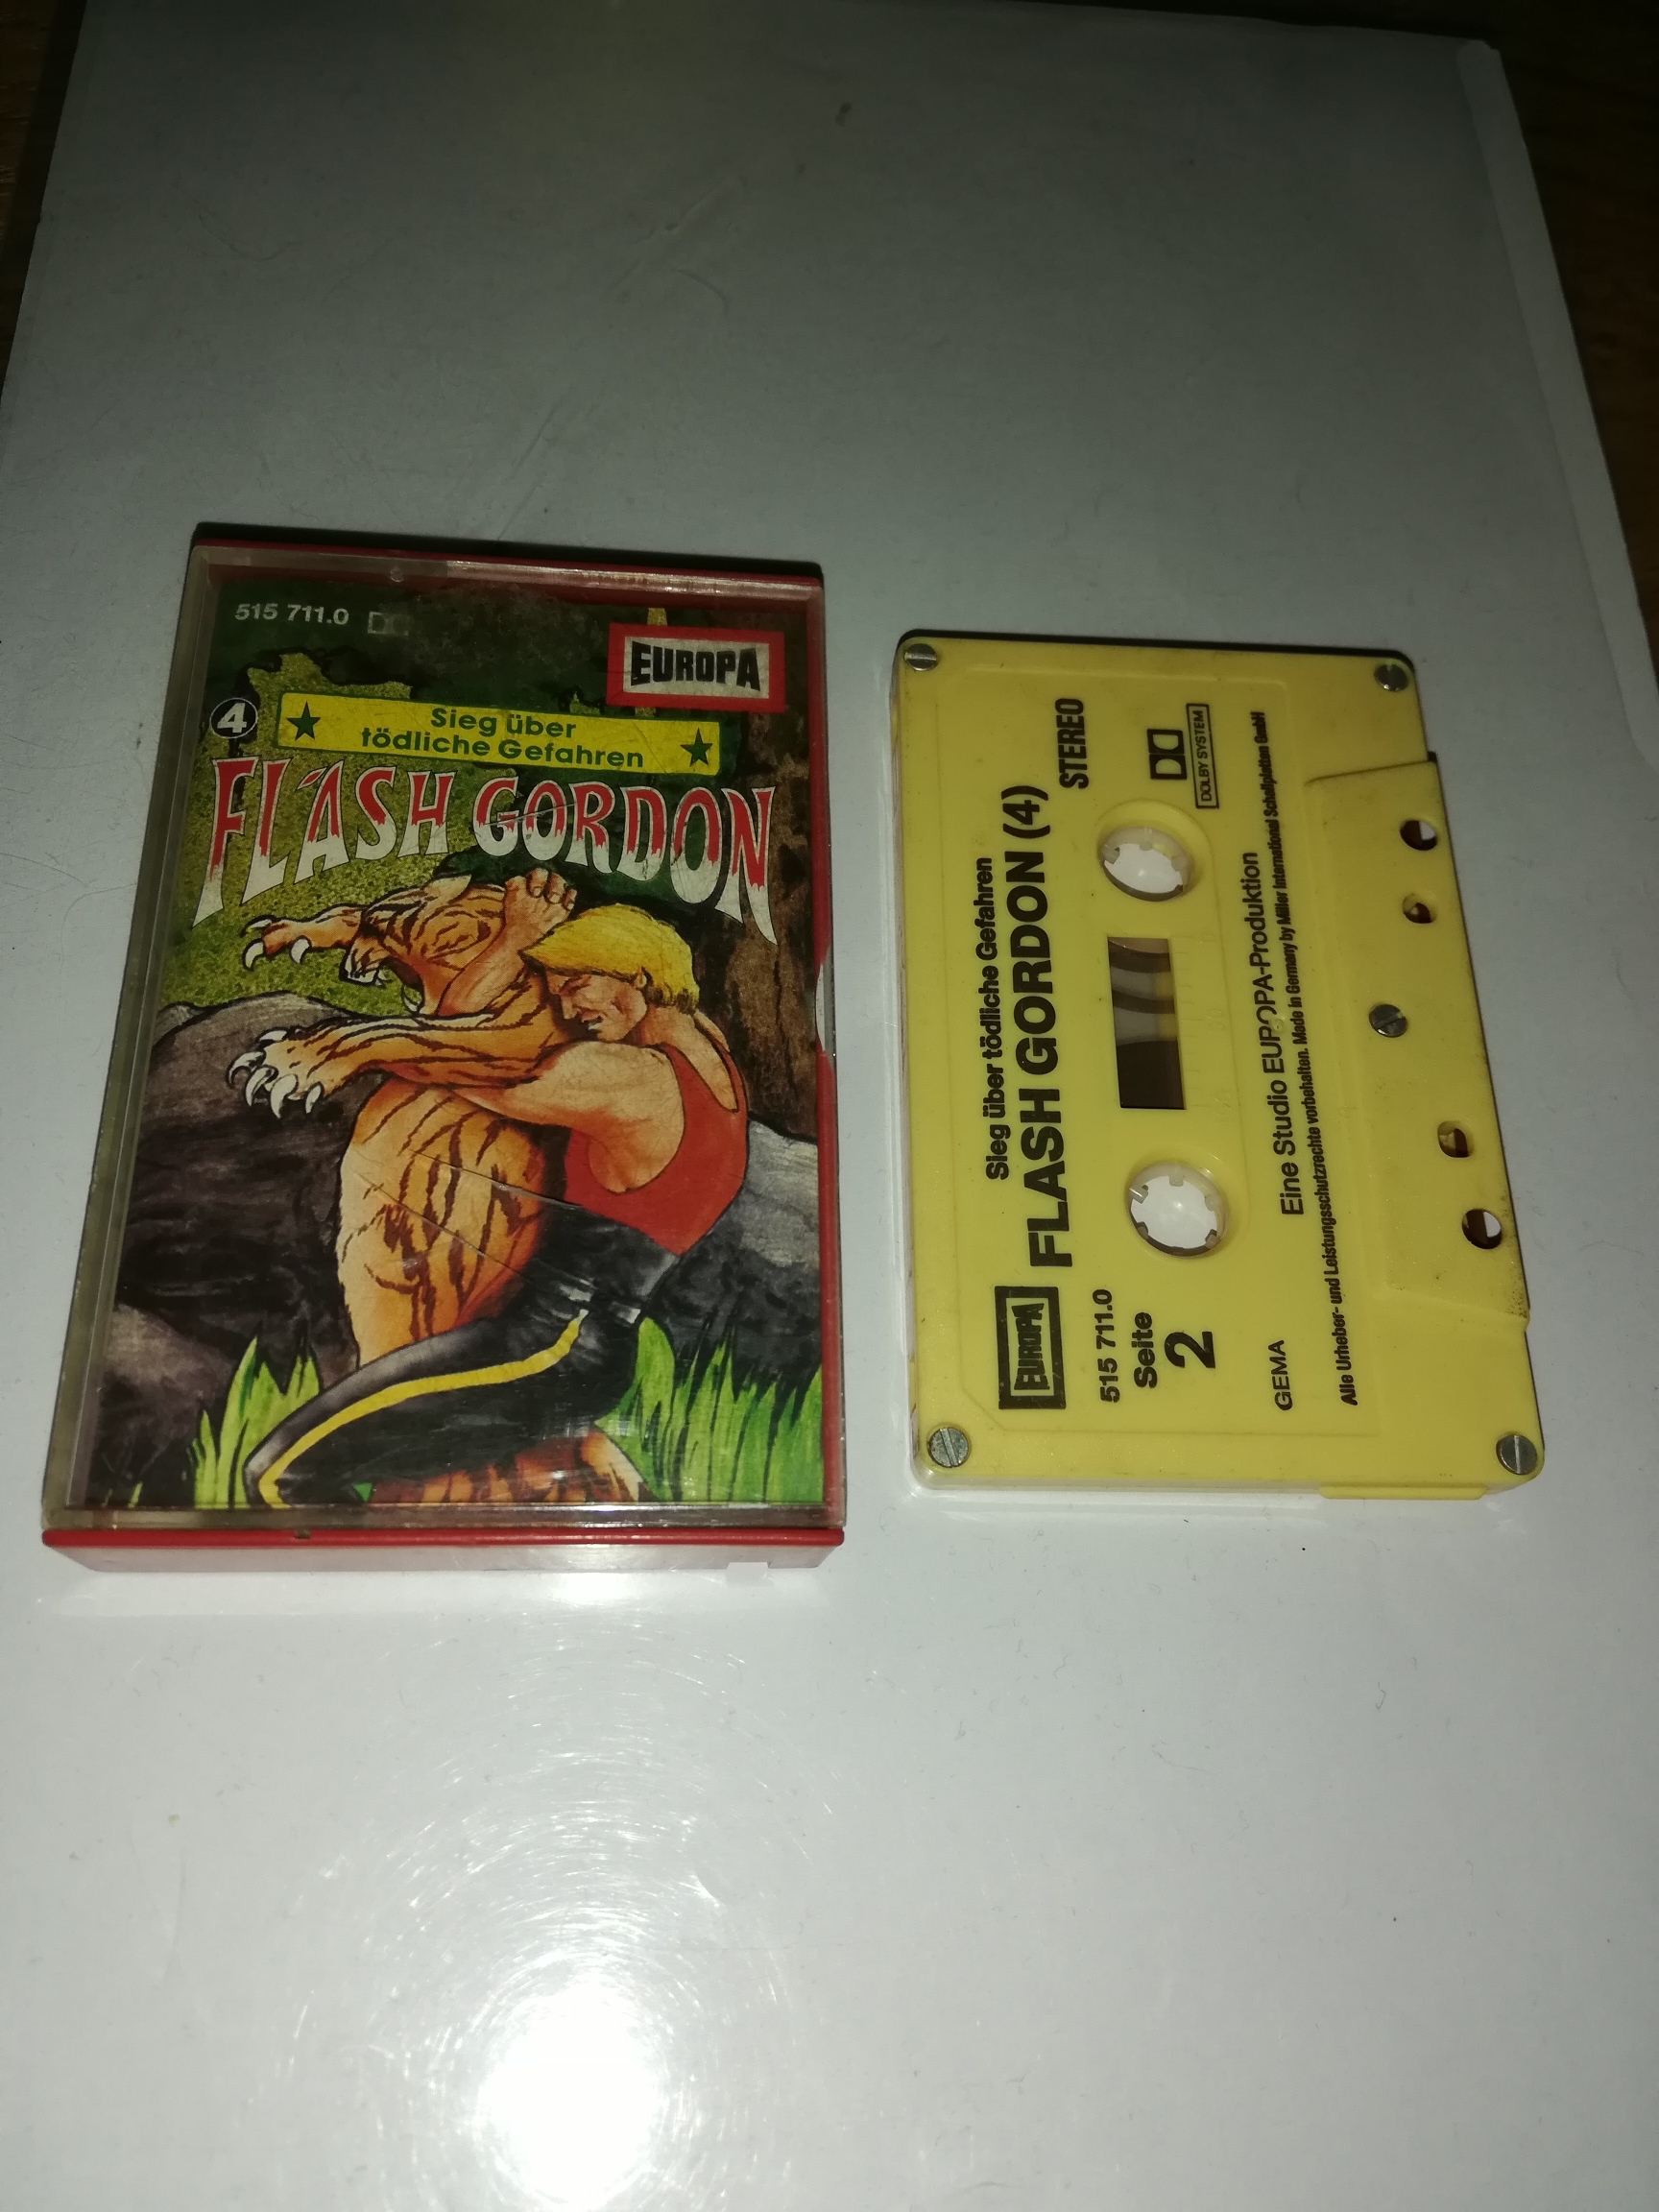 515 711.0
EUROPA
4
Sieg über
tödliche Gefahren
FLASH GORDON
Sieg über tödliche Gefahren
EUROPA FLASH GORDON (4)
515 711.0
STEREO
Seite
2
DOLBY SYSTEM
GEMA
Eine Studio EUROPA-Produktion
Alle Urheber- und Leistungsschutzrechte vorbehalten. Made in Germany by Miller International Schallplatten GmbH